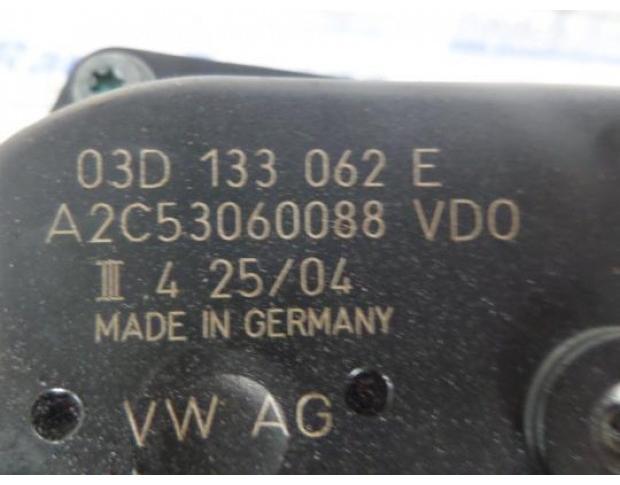 03D 133 062 E
A2C53060088 VDO
III 4 25/04
MADE IN GERMANY
VW AG